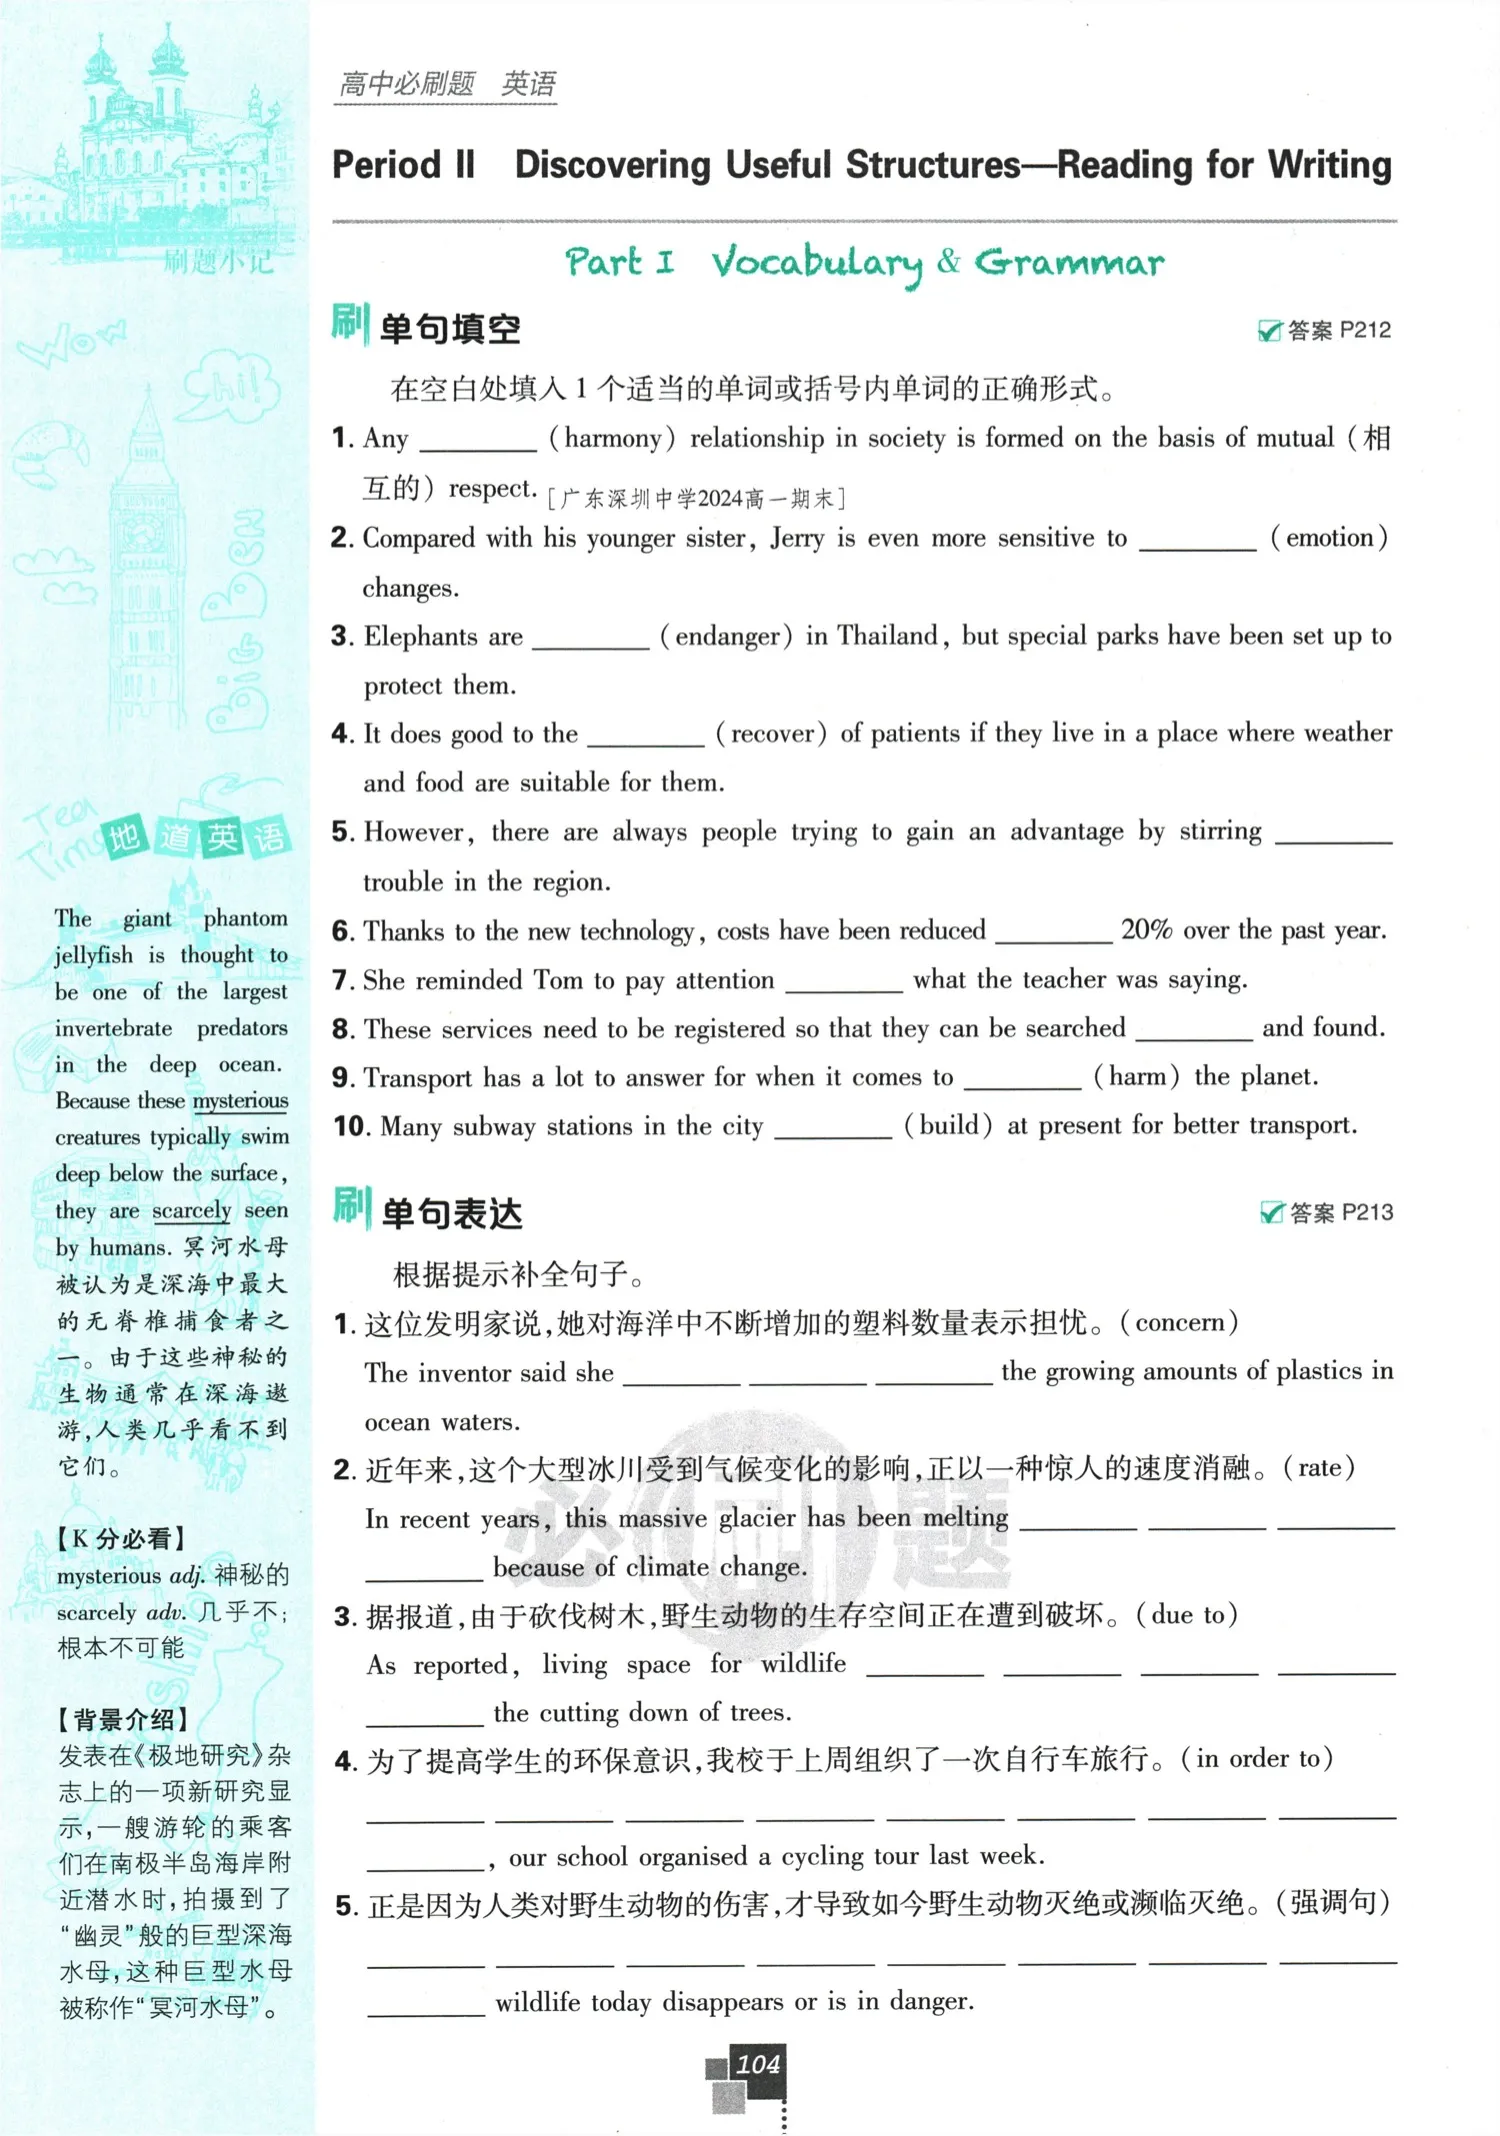 高中必刷题 英语
Period II Discovering Useful Structures—Reading for Writing
Part I Vocabulary & Grammar
刷 单句填空
答案 P212
在空白处填入 1 个适当的单词或括号内单词的正确形式。
1. Any ________ (harmony) relationship in society is formed on the basis of mutual (相
互的) respect. [广东深圳中学2024高一期末]
2. Compared with his younger sister, Jerry is even more sensitive to ________ (emotion)
changes.
3. Elephants are ________ (endanger) in Thailand, but special parks have been set up to
protect them.
4. It does good to the ________ (recover) of patients if they live in a place where weather
and food are suitable for them.
5. However, there are always people trying to gain an advantage by stirring ________
trouble in the region.
6. Thanks to the new technology, costs have been reduced ________ 20% over the past year.
7. She reminded Tom to pay attention ________ what the teacher was saying.
8. These services need to be registered so that they can be searched ________ and found.
9. Transport has a lot to answer for when it comes to ________ (harm) the planet.
10. Many subway stations in the city ________ (build) at present for better transport.
刷 单句表达
答案 P213
根据提示补全句子。
1. 这位发明家说,她对海洋中不断增加的塑料数量表示担忧。(concern)
The inventor said she ________ ________ ________ the growing amounts of plastics in
ocean waters.
2. 近年来,这个大型冰川受到气候变化的影响,正以一种惊人的速度消融。(rate)
In recent years, this massive glacier has been melting ________ ________ ________
________ because of climate change.
3. 据报道,由于砍伐树木,野生动物的生存空间正在遭到破坏。(due to)
As reported, living space for wildlife ________ ________ ________ ________
________ the cutting down of trees.
4. 为了提高学生的环保意识,我校于上周组织了一次自行车旅行。(in order to)
________ ________ ________ ________ ________ ________ ________ ________
________, our school organised a cycling tour last week.
5. 正是因为人类对野生动物的伤害,才导致如今野生动物灭绝或濒临灭绝。(强调句)
________ ________ ________ ________ ________ ________ ________ ________
________ wildlife today disappears or is in danger.
必刷题
104
刷题小记
Wow
hi!
Big Ben
Tea
Time
地道英语
The giant phantom
jellyfish is thought to
be one of the largest
invertebrate predators
in the deep ocean.
Because these mysterious
creatures typically swim
deep below the surface,
they are scarcely seen
by humans. 冥河水母
被认为是深海中最大
的无脊椎捕食者之
一。由于这些神秘的
生物通常在深海遨
游,人类几乎看不到
它们。
【K 分必看】
mysterious adj. 神秘的
scarcely adv. 几乎不;
根本不可能
【背景介绍】
发表在《极地研究》杂
志上的一项新研究显
示,一艘游轮的乘客
们在南极半岛海岸附
近潜水时,拍摄到了
“幽灵”般的巨型深海
水母,这种巨型水母
被称作“冥河水母”。